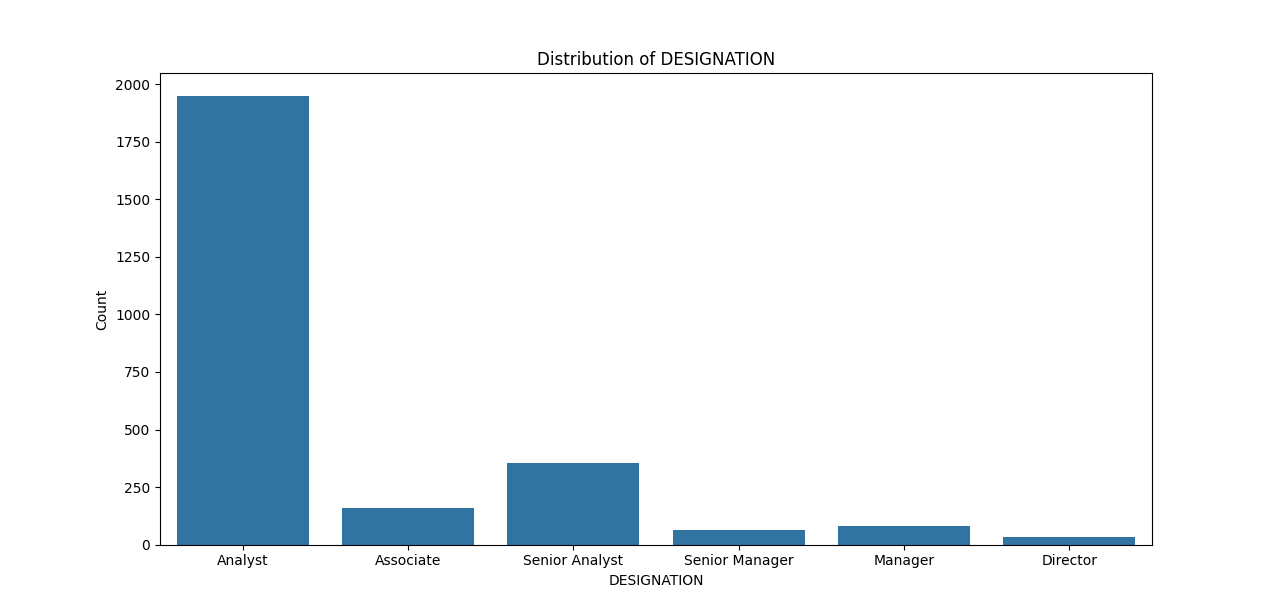 Distribution of DESIGNATION
2000
1750
1500
1250
1000
750
500
250
0
Count
Analyst Associate Senior Analyst Senior Manager Manager Director
DESIGNATION